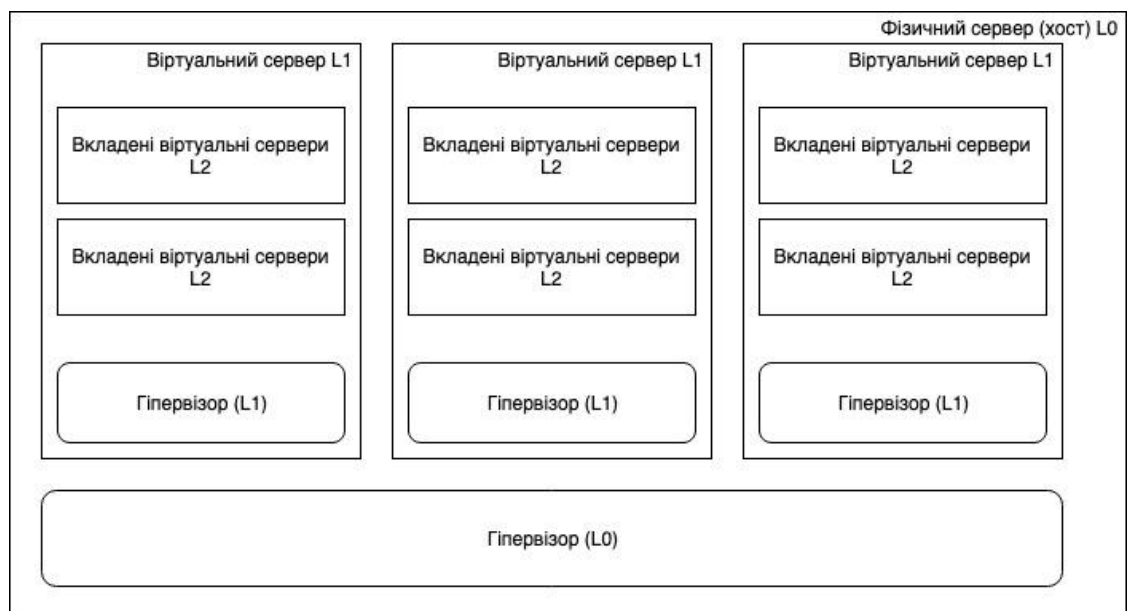 Фізичний сервер (хост) L0
Віртуальний сервер L1
Вкладені віртуальні сервери
L2
Вкладені віртуальні сервери
L2
Гіпервізор (L1)
Віртуальний сервер L1
Вкладені віртуальні сервери
L2
Вкладені віртуальні сервери
L2
Гіпервізор (L1)
Віртуальний сервер L1
Вкладені віртуальні сервери
L2
Вкладені віртуальні сервери
L2
Гіпервізор (L1)
Гіпервізор (L0)